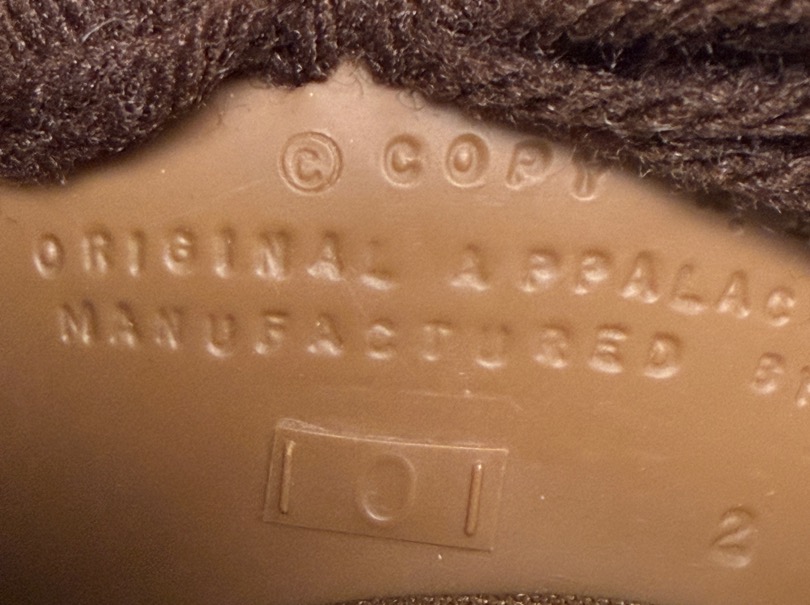 © COPY
ORIGINAL APPALAC
MANUFACTURED
101
2